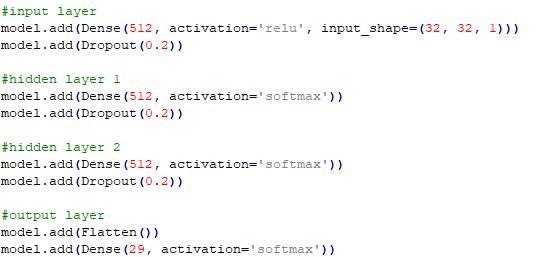 #input layer
model.add(Dense(512, activation='relu', input_shape=(32, 32, 1)))
model.add(Dropout(0.2))
#hidden layer 1
model.add(Dense(512, activation='softmax'))
model.add(Dropout(0.2))
#hidden layer 2
model.add(Dense(512, activation='softmax'))
model.add(Dropout(0.2))
#output layer
model.add(Flatten())
model.add(Dense(29, activation='softmax'))